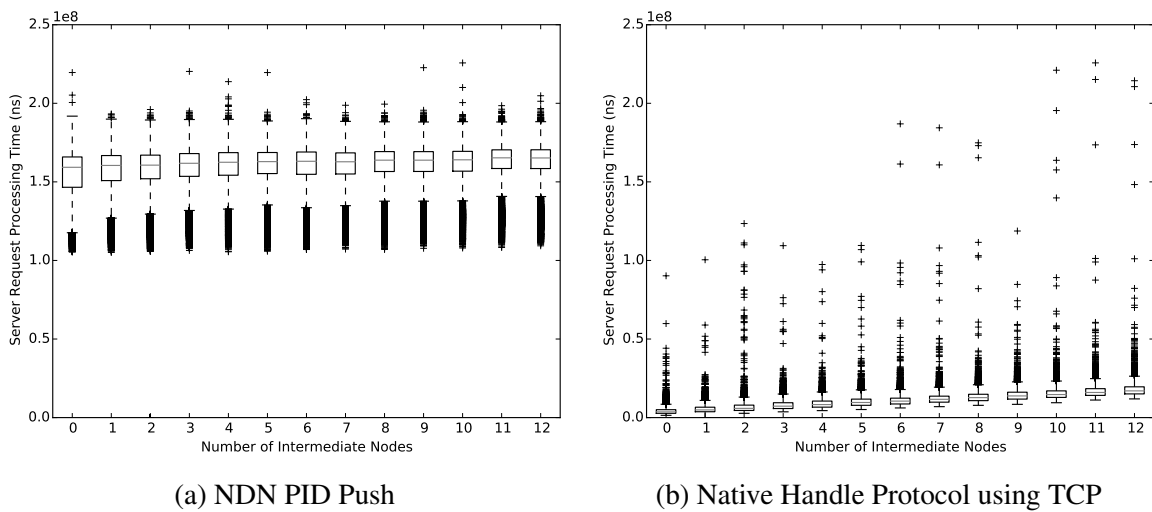 1e8
2.5
2.0
1.5
1.0
0.5
0.0
Server Request Processing Time (ns)
0 1 2 3 4 5 6 7 8 9 10 11 12
Number of Intermediate Nodes
(a) NDN PID Push
1e8
2.5
2.0
1.5
1.0
0.5
0.0
Server Request Processing Time (ns)
0 1 2 3 4 5 6 7 8 9 10 11 12
Number of Intermediate Nodes
(b) Native Handle Protocol using TCP